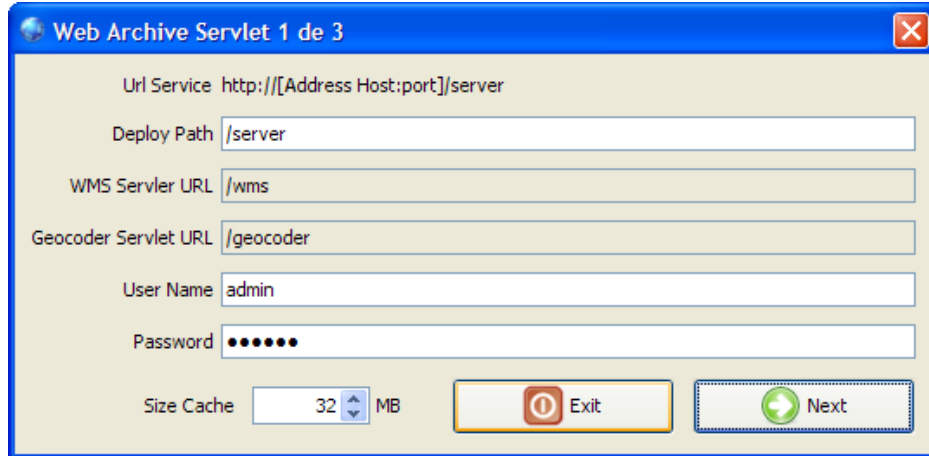 Web Archive Servlet 1 de 3
Url Service http://[Address Host:port]/server
Deploy Path /server
WMS Servler URL /wms
Geocoder Servlet URL /geocoder
User Name admin
Password ●●●●●●
Size Cache 32 MB Exit Next